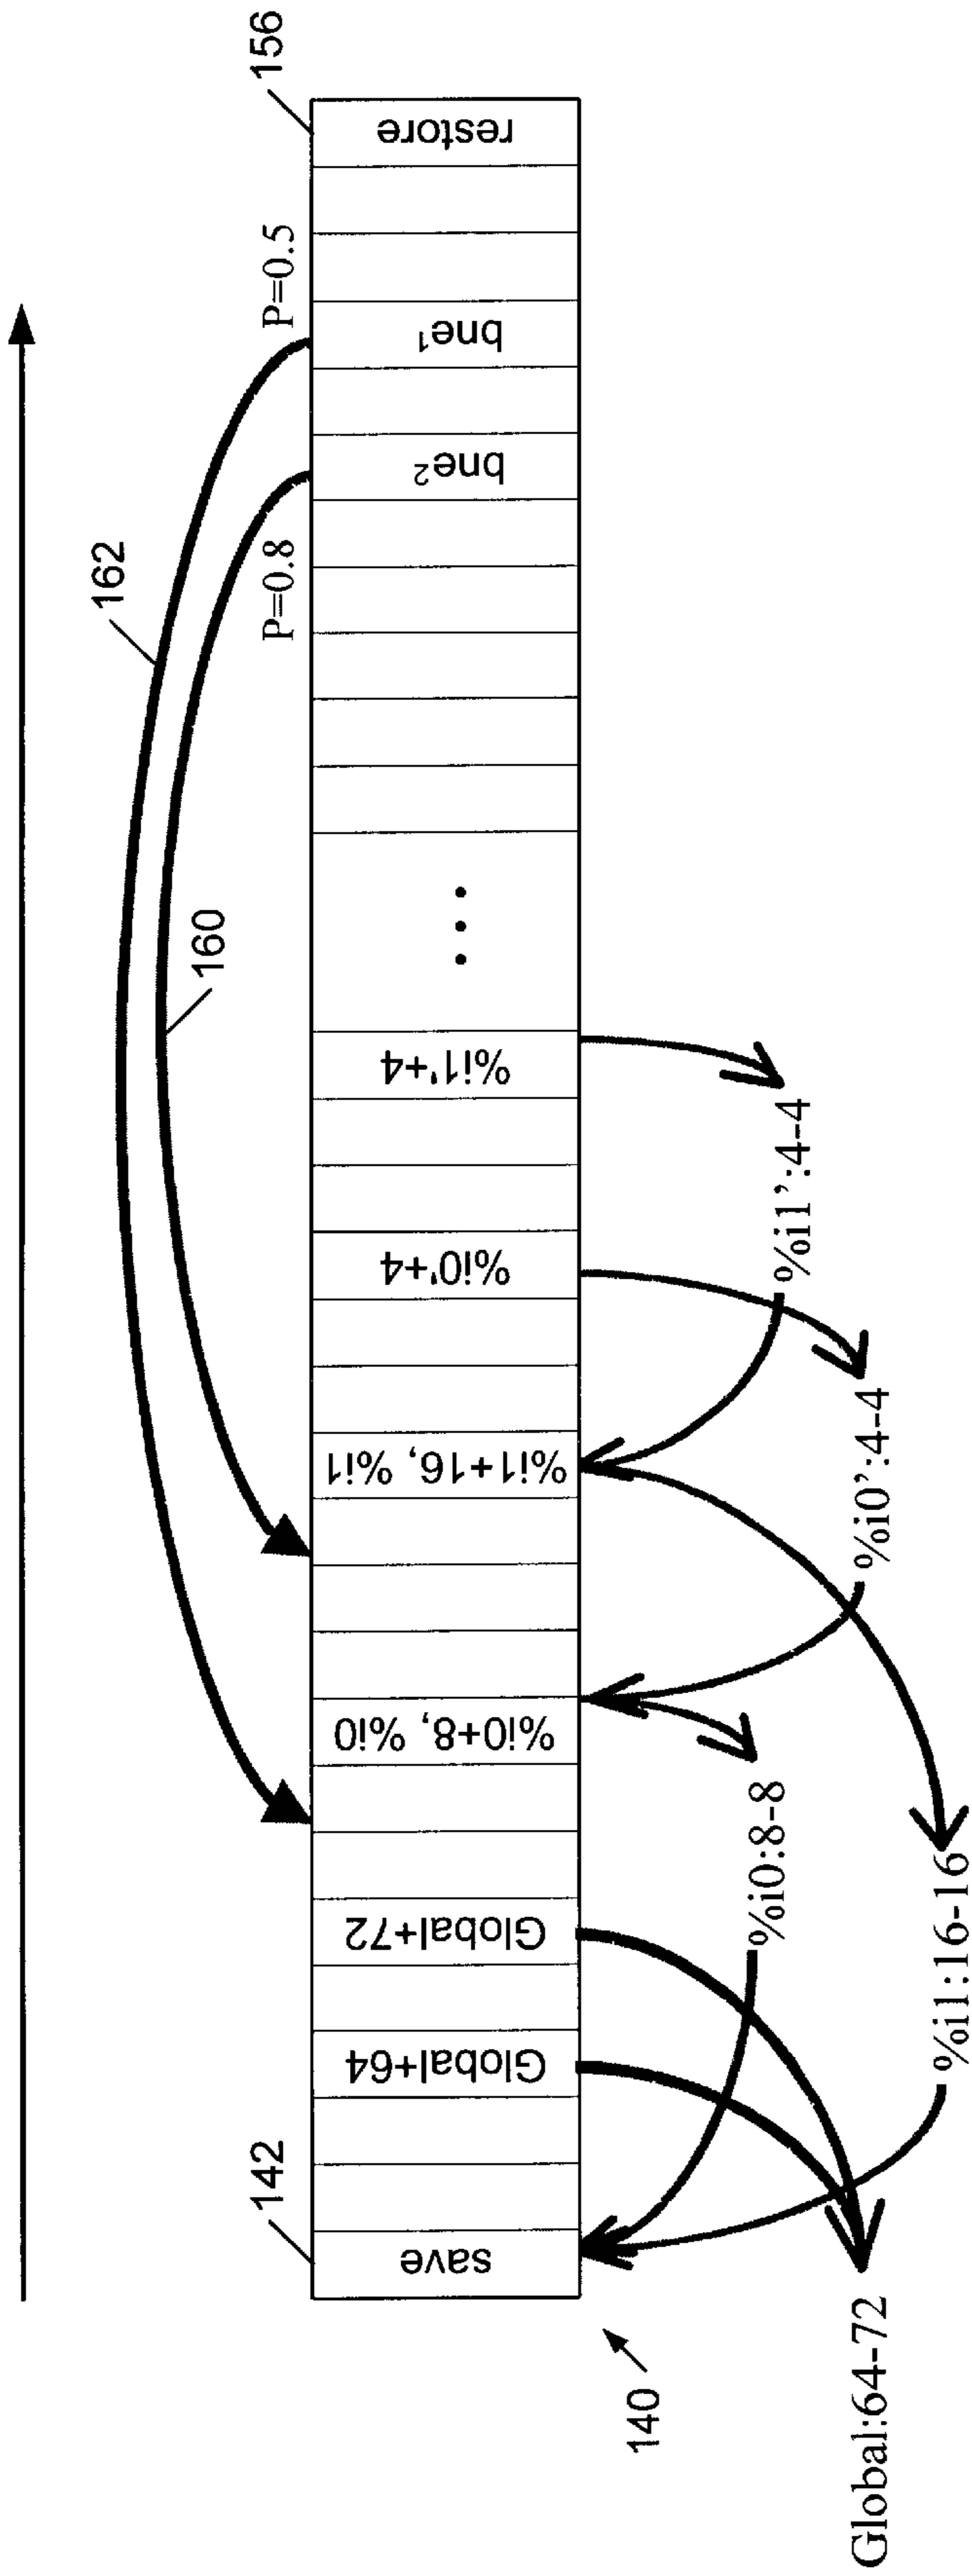 162
160
P=0.8
P=0.5
142
156
save
Global+64
Global+72
%i0+8, %i0
%i1+16, %i1
%i0'+4
%i1'+4
• • •
bne²
bne¹
restore
140
%i0:8-8
%i1':4-4
Global:64-72
%i0':4-4
%i1:16-16